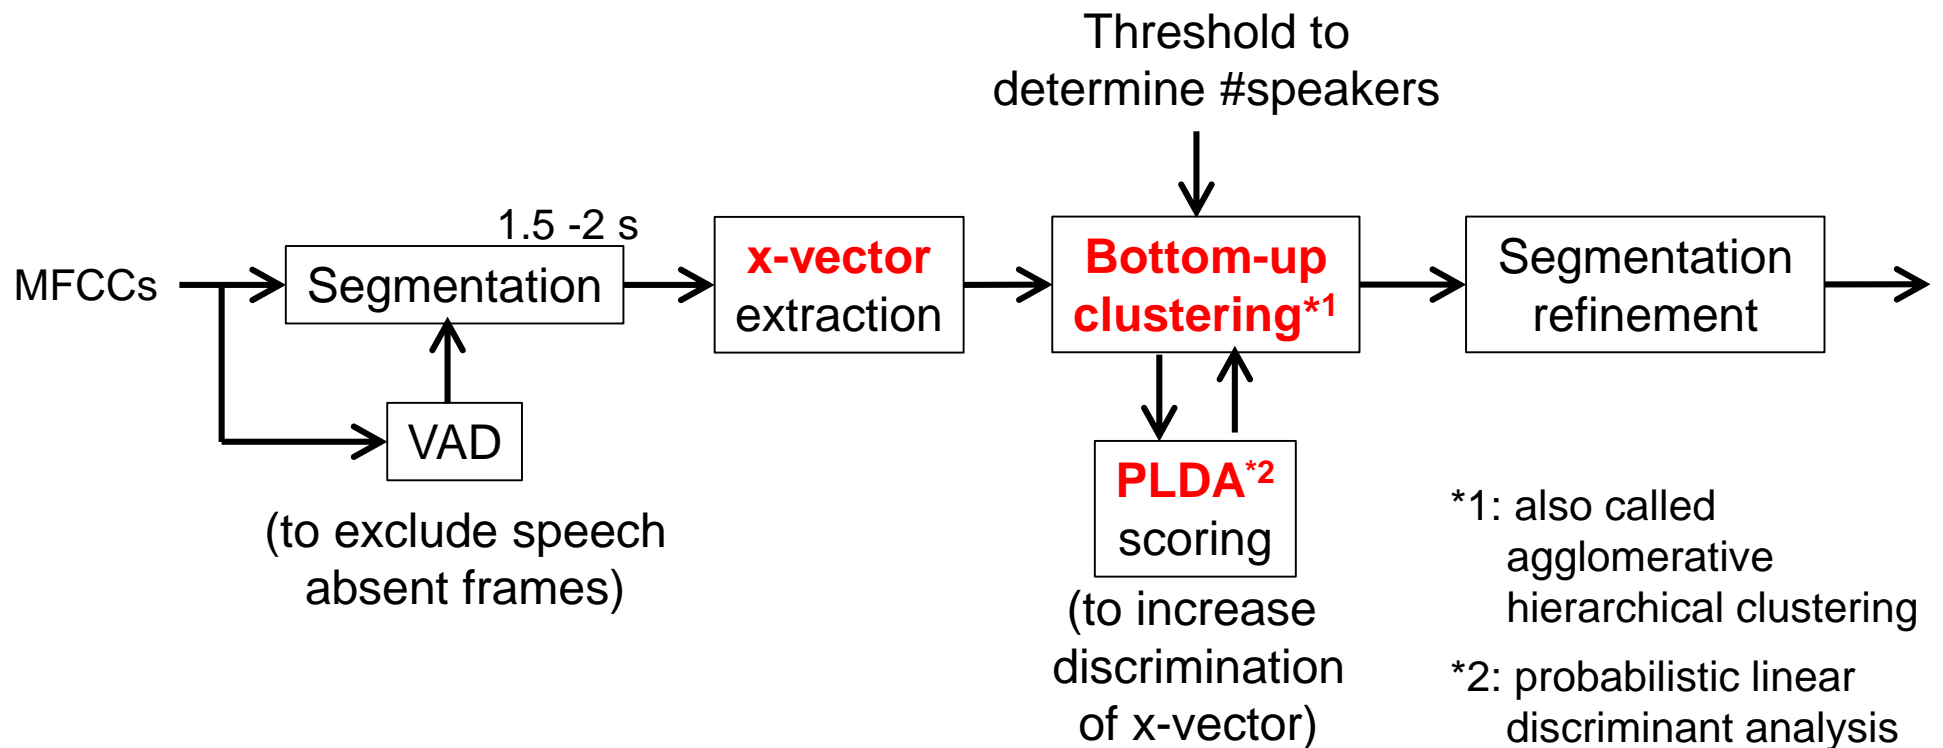 Threshold to
determine #speakers
1.5 -2 s
MFCCs
Segmentation
x-vector
extraction
Bottom-up
clustering*1
Segmentation
refinement
VAD
(to exclude speech
absent frames)
PLDA*2
scoring
(to increase
discrimination
of x-vector)
*1: also called
agglomerative
hierarchical clustering
*2: probabilistic linear
discriminant analysis